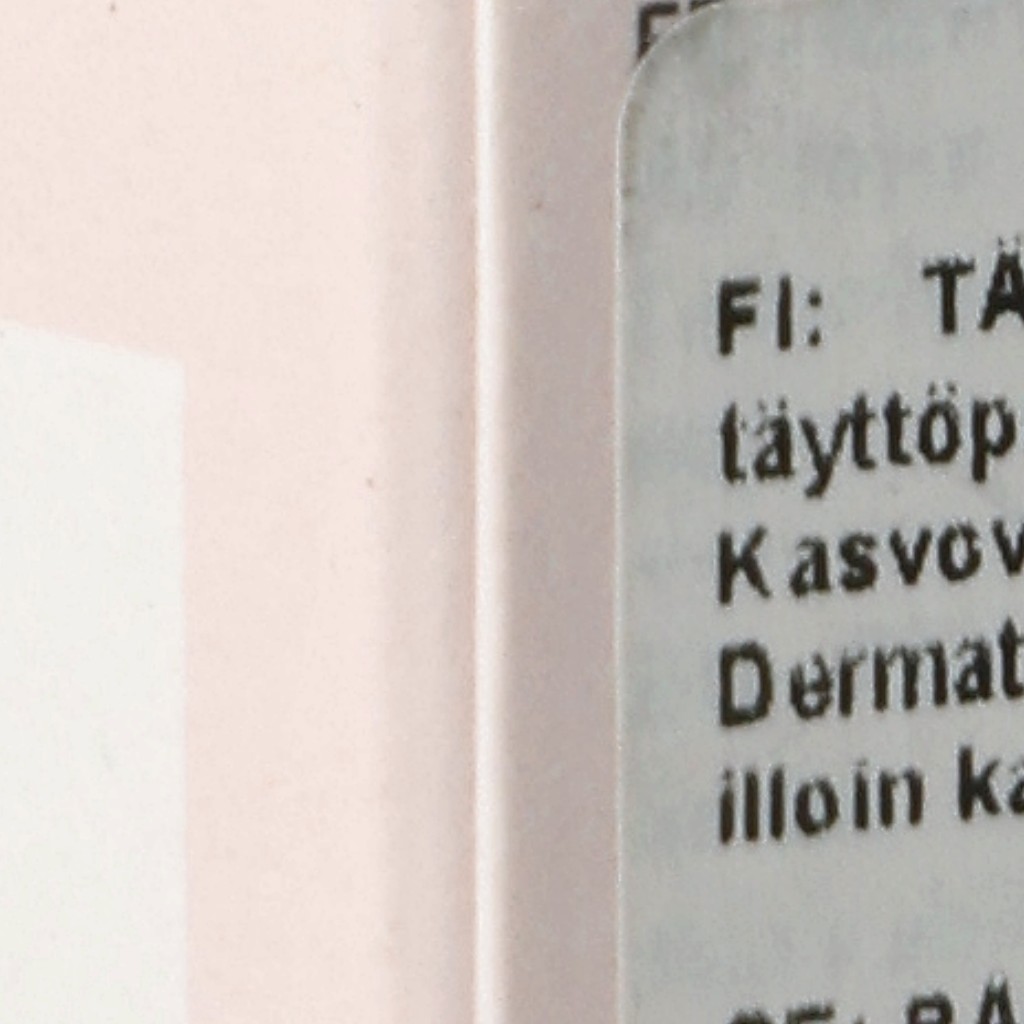 FI: TÄ
täyttöp
Kasvov
Dermat
illoin ka